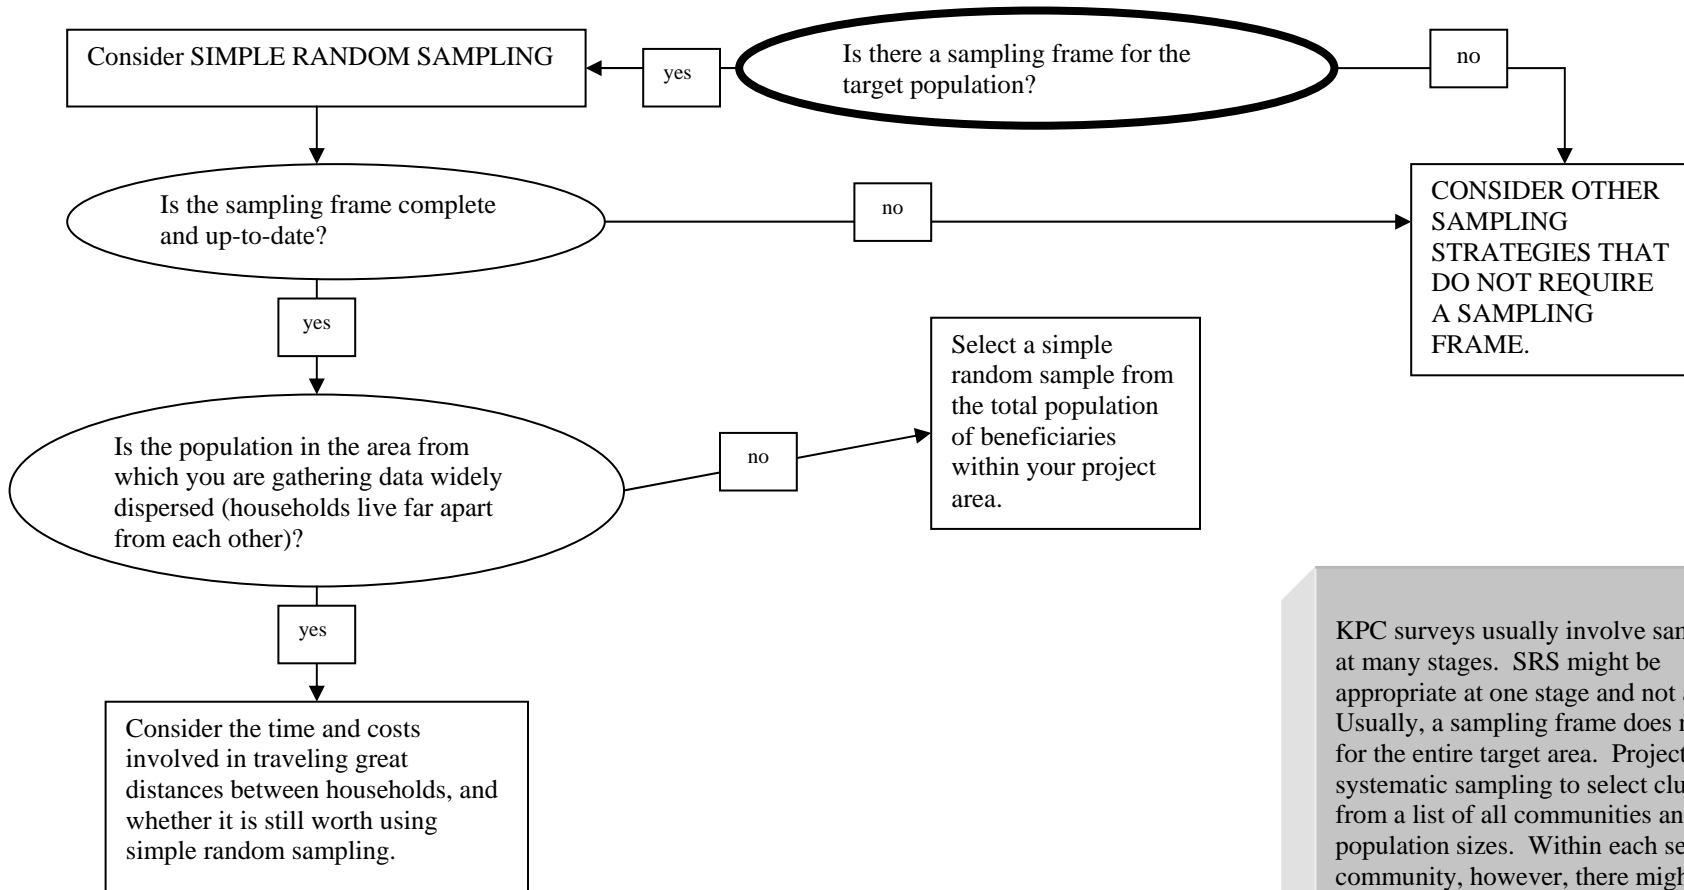 Consider SIMPLE RANDOM SAMPLING
yes
Is there a sampling frame for the
target population?
no
Is the sampling frame complete
and up-to-date?
no
CONSIDER OTHER
SAMPLING
STRATEGIES THAT
DO NOT REQUIRE
A SAMPLING
FRAME.
yes
Select a simple
random sample from
the total population
of beneficiaries
within your project
area.
Is the population in the area from
which you are gathering data widely
dispersed (households live far apart
from each other)?
no
yes
Consider the time and costs
involved in traveling great
distances between households, and
whether it is still worth using
simple random sampling.
KPC surveys usually involve
at many stages. SRS might be
appropriate at one stage and not
Usually, a sampling frame does
for the entire target area.
systematic sampling to select
from a list of all communities
population sizes. Within each
community, however, there